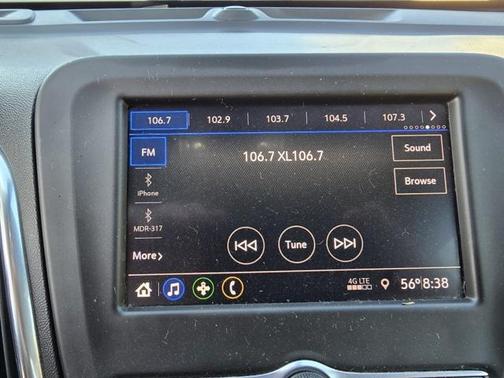 106.7 102.9 103.7 104.5 107.3
FM
106.7 XL106.7
Sound
iPhone
Browse
MDR-317
Tune
More
4G LTE
56° 8:38